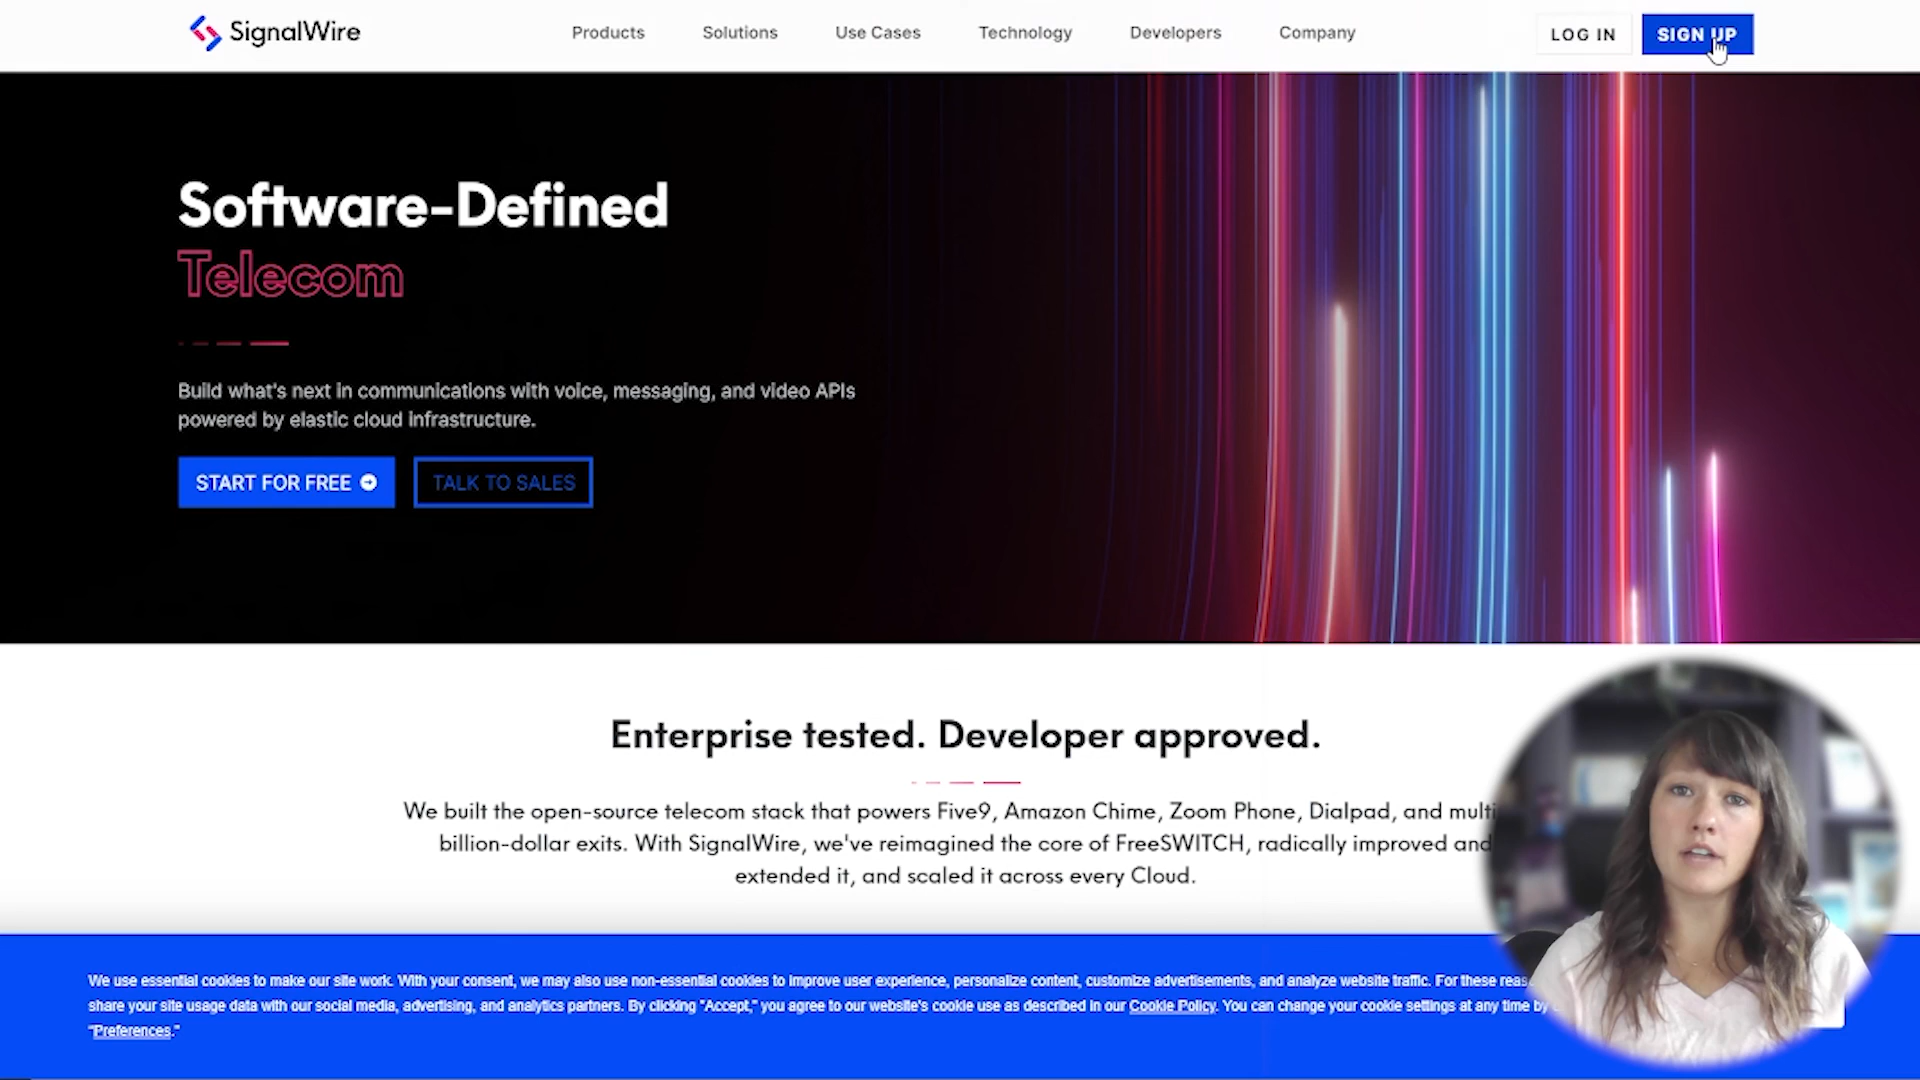 SignalWire
Products
Solutions
Use Cases
Technology
Developers
Company
LOG IN
SIGN UP
Software-Defined
Telecom
Build what's next in communications with voice, messaging, and video APIs
powered by elastic cloud infrastructure.
START FOR FREE
TALK TO SALES
Enterprise tested. Developer approved.
We built the open-source telecom stack that powers Five9, Amazon Chime, Zoom Phone, Dialpad, and multi
billion-dollar exits. With SignalWire, we've reimagined the core of FreeSWITCH, radically improved and
extended it, and scaled it across every Cloud.
We use essential cookies to make our site work. With your consent, we may also use non-essential cookies to improve user experience, personalize content, customize advertisements, and analyze website traffic. For these
share your site usage data with our social media, advertising, and analytics partners. By clicking "Accept," you agree to our website's cookie use as described in our Cookie Policy. You can change your cookie settings at any time by
"Preferences."